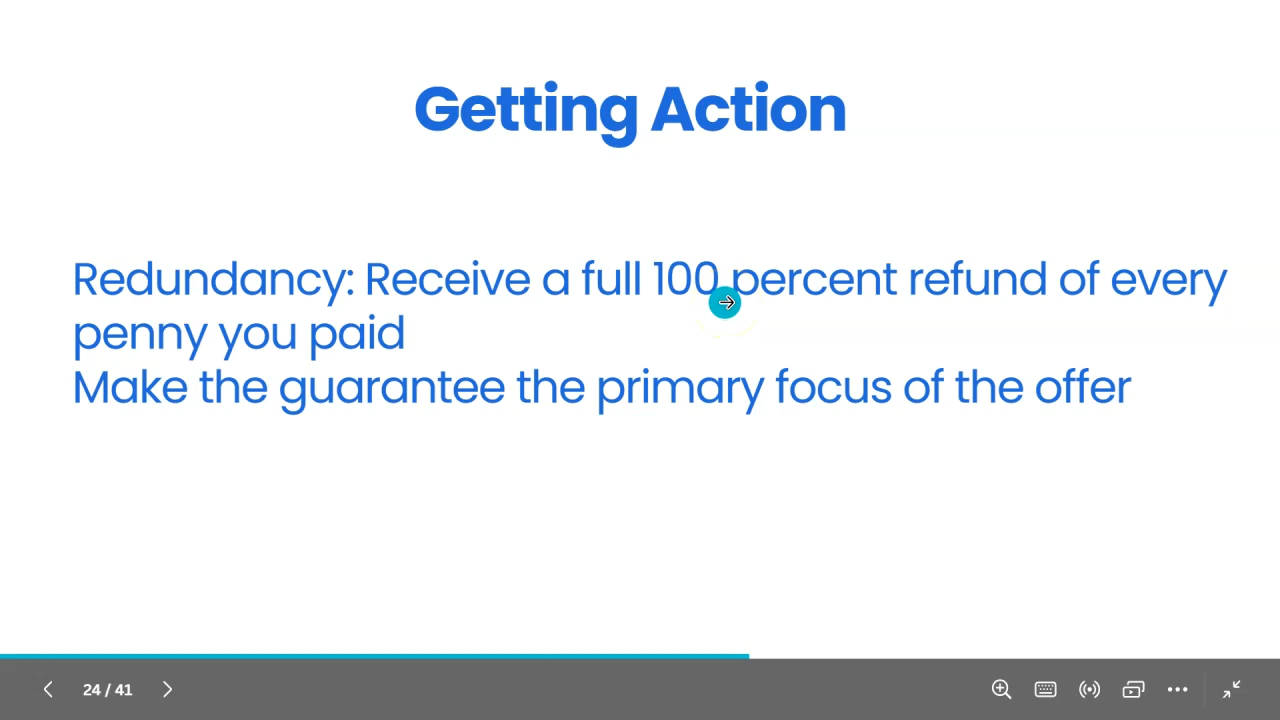 Getting Action
Redundancy: Receive a full 100 percent refund of every
penny you paid
Make the guarantee the primary focus of the offer
24 / 41